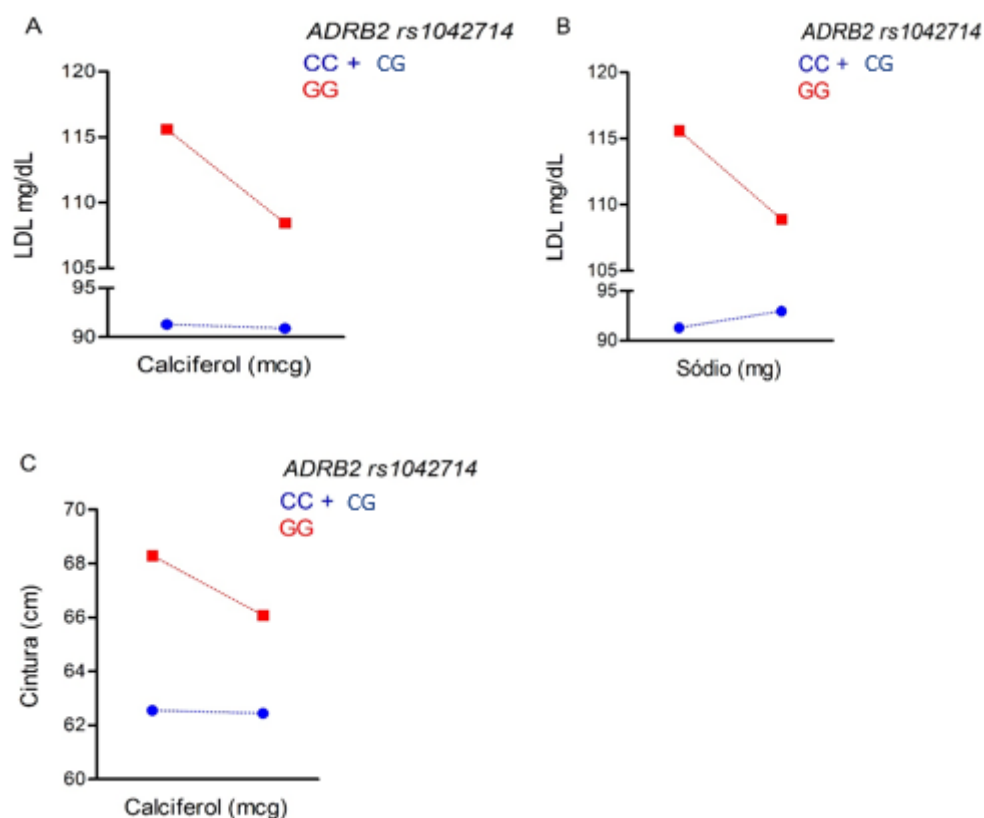 A
ADRB2 rs1042714
CC + CG
GG
120
115
110
105
95
90
LDL mg/dL
Calciferol (mcg)
B
ADRB2 rs1042714
CC + CG
GG
120
115
110
105
95
90
LDL mg/dL
Sódio (mg)
C
ADRB2 rs1042714
CC + CG
GG
70
68
66
64
62
60
Cintura (cm)
Calciferol (mcg)